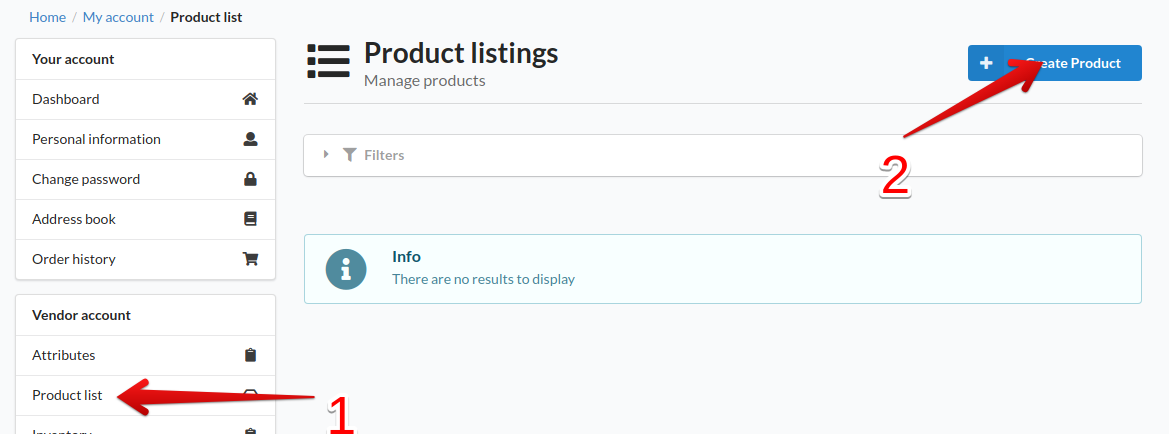 Home / My account / Product list
Your account
Dashboard
Personal information
Change password
Address book
Order history
Vendor account
Attributes
Product list
Inventory
Product listings
Manage products
Create Product
Filters
Info
There are no results to display
1
2